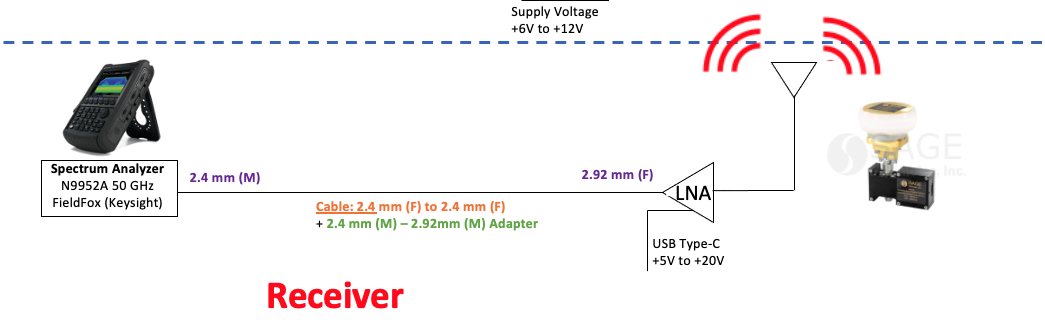 Supply Voltage
+6V to +12V
Spectrum Analyzer
N9952A 50 GHz
FieldFox (Keysight)
2.4 mm (M)
2.92 mm (F)
Cable: 2.4 mm (F) to 2.4 mm (F)
+ 2.4 mm (M) – 2.92mm (M) Adapter
LNA
USB Type-C
+5V to +20V
SAGE
, Inc.
Receiver